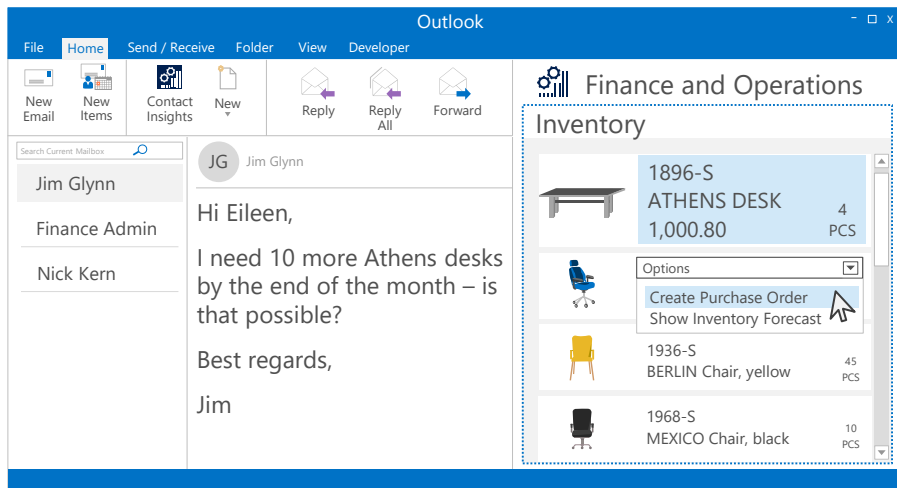 Outlook
- □ x
File Home Send / Receive Folder View Developer
New Email
New Items
Contact Insights
New
Reply
Reply All
Forward
Search Current Mailbox
Jim Glynn
Finance Admin
Nick Kern
JG Jim Glynn
Hi Eileen,
I need 10 more Athens desks
by the end of the month – is
that possible?
Best regards,
Jim
Finance and Operations
Inventory
1896-S
ATHENS DESK
1,000.80
4
PCS
Options
Create Purchase Order
Show Inventory Forecast
1936-S
BERLIN Chair, yellow
45
PCS
1968-S
MEXICO Chair, black
10
PCS